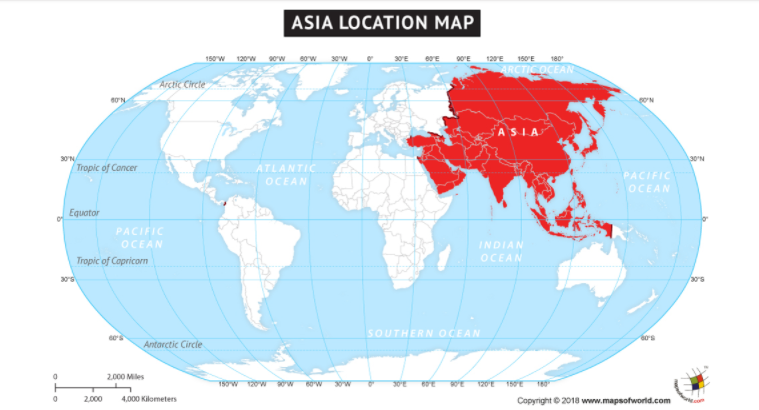 ASIA LOCATION MAP
150°W 120°W 90°W 60°W 30°W 0° 30°E 60°E 90°E 120°E 150°E 180°
ARCTIC OCEAN
Arctic Circle
60°N 60°N
ASIA
30°N 30°N
Tropic of Cancer
ATLANTIC
OCEAN
PACIFIC
OCEAN
Equator
0° 0°
PACIFIC
OCEAN
INDIAN
OCEAN
Tropic of Capricorn
30°S 30°S
SOUTHERN OCEAN
60°S 60°S
Antarctic Circle
150°W 120°W 90°W 60°W 30°W 0° 30°E 60°E 90°E 120°E 150°E 180°
0 2,000 Miles
0 2,000 4,000 Kilometers
Copyright © 2018 www.mapsofworld.com
mapsofworld.com